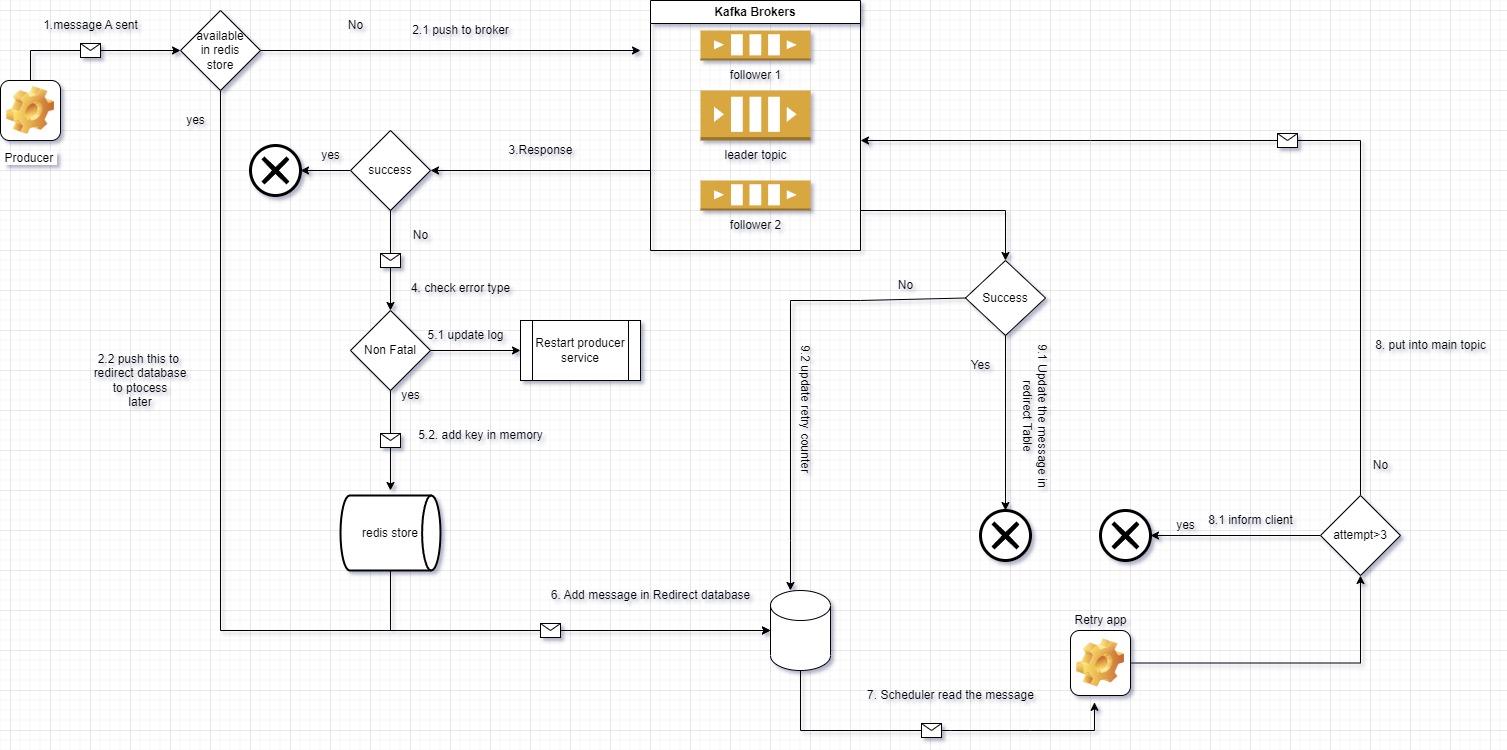 1.message A sent
available
in redis
store
No
2.1 push to broker
Kafka Brokers
follower 1
leader topic
follower 2
Producer
yes
yes
success
3.Response
No
4. check error type
Non Fatal
5.1 update log
Restart producer
service
yes
5.2. add key in memory
redis store
2.2 push this to
redirect database
to ptocess
later
6. Add message in Redirect database
No
Success
9.2 update retry counter
Yes
9.1 Update the message in
redirect Table
8. put into main topic
No
attempt>3
yes
8.1 inform client
Retry app
7. Scheduler read the message